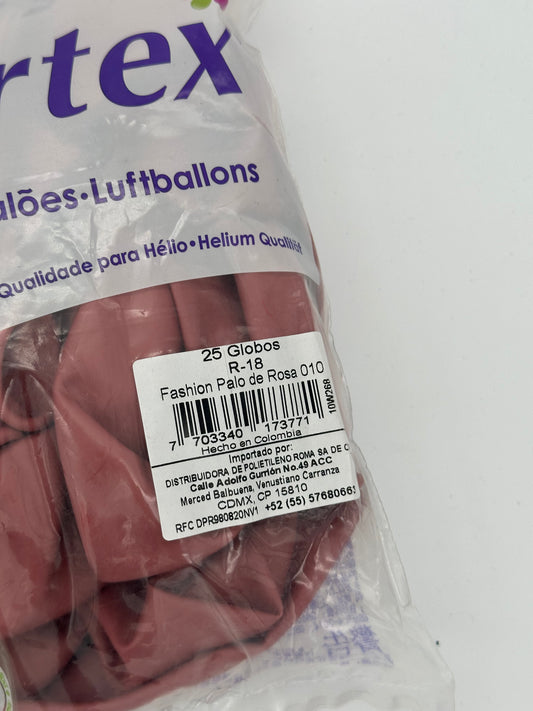 rtex
alões•Luftballons
Qualidade para Hélio•Helium Qualität
25 Globos
R-18
Fashion Palo de Rosa 010
10W268
7 703340 173771
Hecho en Colombia
Importado por:
DISTRIBUIDORA DE POLIETILENO ROMA SA DE C
Calle Adolfo Gurrión No.49 ACC
Merced Balbuena, Venustiano Carranza
CDMX, CP 15810
RFC DPR980820NV1 +52 (55) 57680663